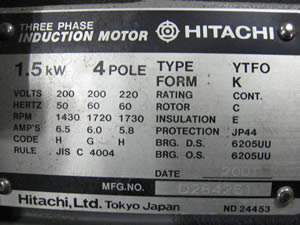 THREE PHASE
INDUCTION MOTOR HITACHI
1.5kW 4 POLE TYPE YTFO
FORM K
VOLTS 200 200 220 RATING CONT.
HERTZ 50 60 60 ROTOR C
RPM 1430 1720 1730 INSULATION E
AMP'S 6.5 6.0 5.8 PROTECTION JP44
CODE H G H BRG. D.S. 6205UU
RULE JIS C 4004 BRG. O.S. 6205UU
DATE
MFG.NO.
Hitachi, Ltd. Tokyo Japan ND 24453